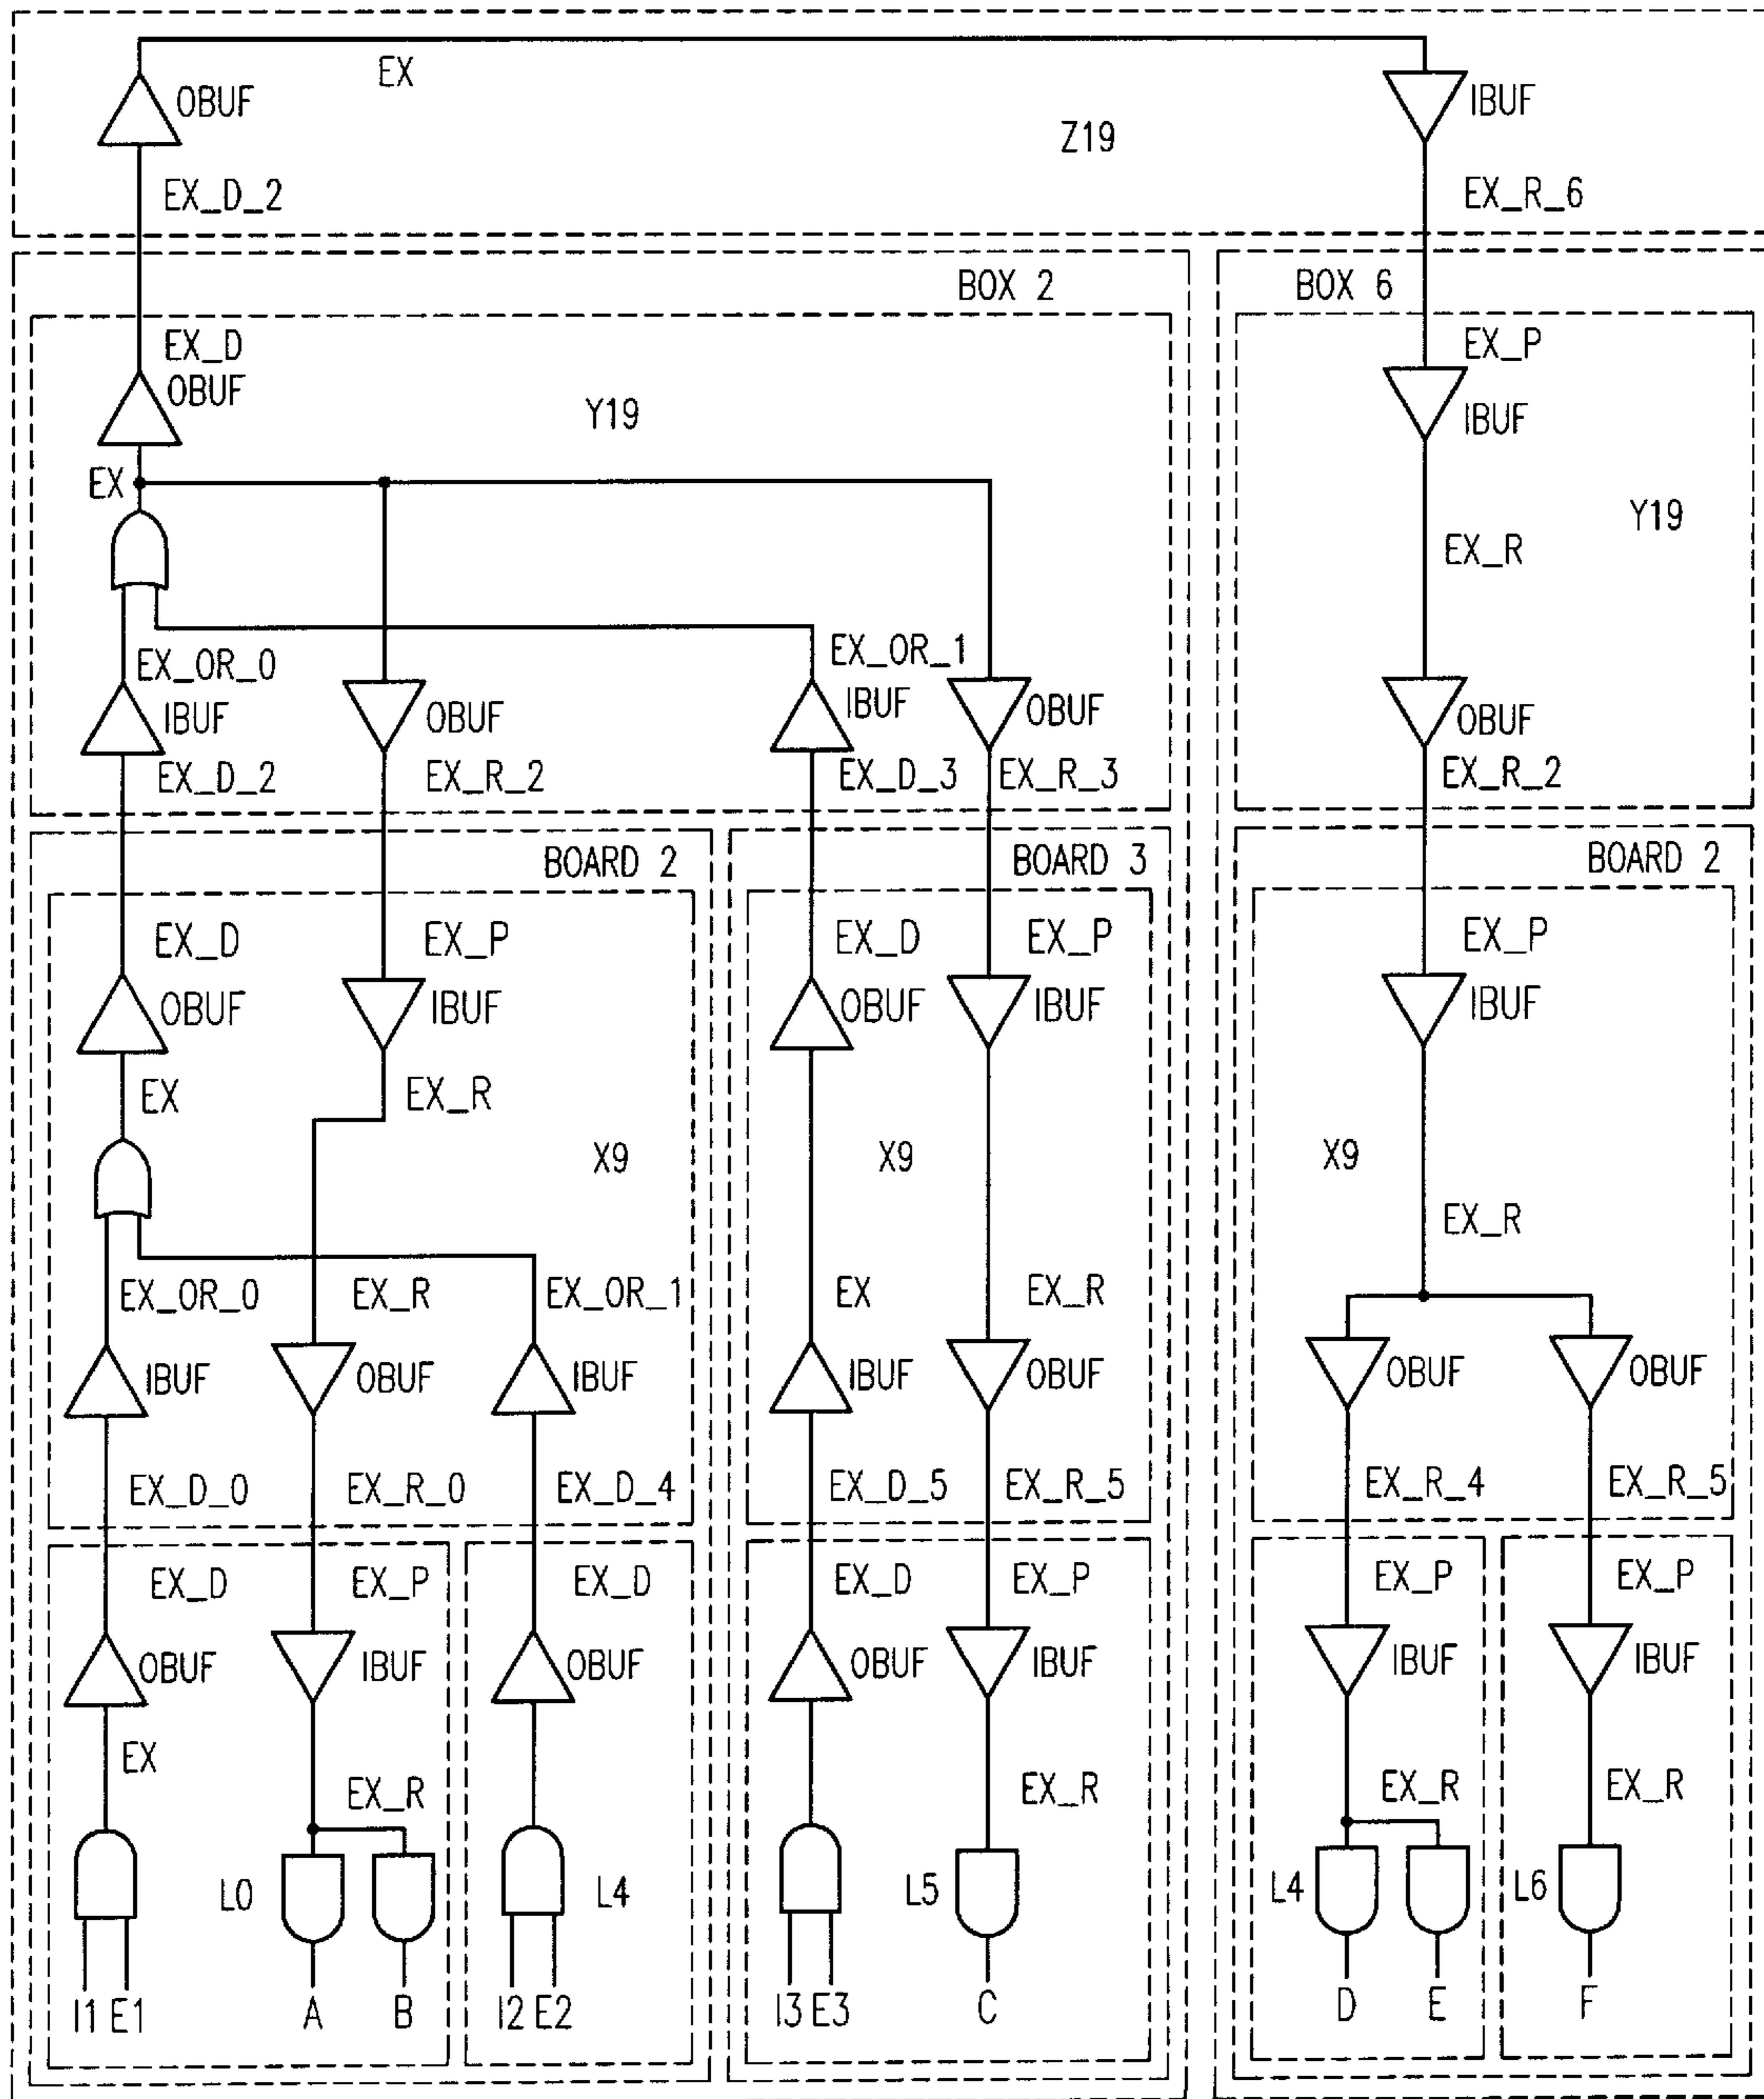 EX
OBUF
IBUF
Z19
EX_D_2
EX_R_6
BOX 2
BOX 6
EX_D
OBUF
Y19
EX_P
IBUF
EX
Y19
EX_R
EX_OR_0
EX_OR_1
IBUF
OBUF
IBUF
OBUF
OBUF
EX_D_2
EX_R_2
EX_D_3
EX_R_3
EX_R_2
BOARD 2
BOARD 3
BOARD 2
EX_D
EX_P
EX_D
EX_P
EX_P
OBUF
IBUF
OBUF
IBUF
IBUF
EX
EX_R
X9
X9
X9
EX_R
EX_OR_0
EX_R
EX_OR_1
EX
EX_R
IBUF
OBUF
IBUF
IBUF
OBUF
OBUF
OBUF
EX_D_0
EX_R_0
EX_D_4
EX_D_5
EX_R_5
EX_R_4
EX_R_5
EX_D
EX_P
EX_D
EX_D
EX_P
EX_P
EX_P
OBUF
IBUF
OBUF
OBUF
IBUF
IBUF
IBUF
EX
EX_R
EX_R
EX_R
EX_R
L0
L4
L5
L4
L6
I1 E1
A
B
I2 E2
I3 E3
C
D
E
F